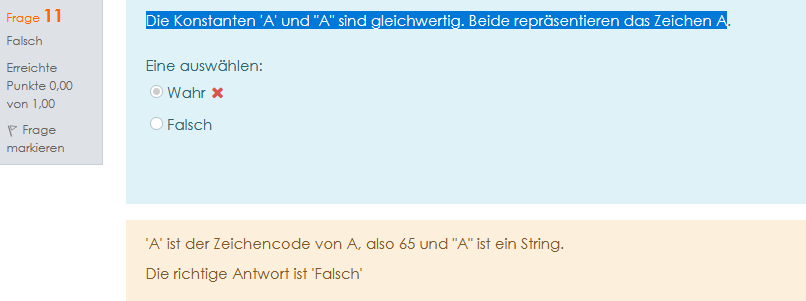 Frage 11
Falsch
Erreichte
Punkte 0,00
von 1,00
Frage
markieren
Die Konstanten 'A' und "A" sind gleichwertig. Beide repräsentieren das Zeichen A.
Eine auswählen:
Wahr
Falsch
'A' ist der Zeichencode von A, also 65 und "A" ist ein String.
Die richtige Antwort ist 'Falsch'